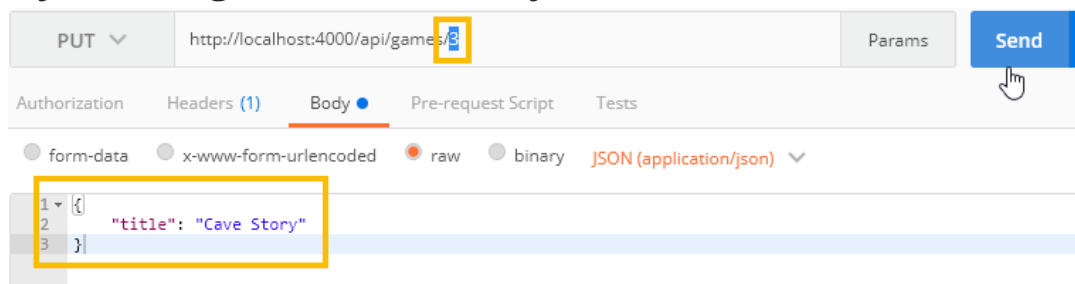 PUT http://localhost:4000/api/games/3 Params Send
Authorization Headers (1) Body Pre-request Script Tests
form-data x-www-form-urlencoded raw binary JSON (application/json)
1 {
2 "title": "Cave Story"
3 }